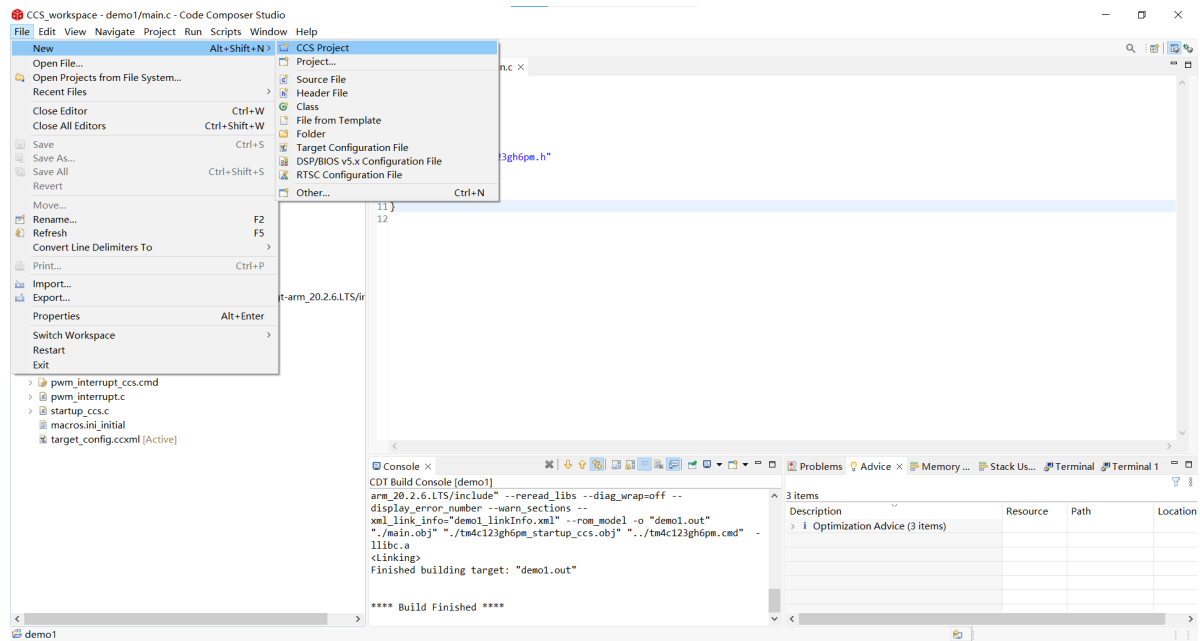 CCS_workspace - demo1/main.c - Code Composer Studio
File Edit View Navigate Project Run Scripts Window Help
New Alt+Shift+N
Open File...
Open Projects from File System...
Recent Files
Close Editor Ctrl+W
Close All Editors Ctrl+Shift+W
Save Ctrl+S
Save As...
Save All Ctrl+Shift+S
Revert
Move...
Rename... F2
Refresh F5
Convert Line Delimiters To
Print... Ctrl+P
Import...
Export...
Properties Alt+Enter
Switch Workspace
Restart
Exit
CCS Project
Project...
Source File
Header File
Class
File from Template
Folder
Target Configuration File
DSP/BIOS v5.x Configuration File
RTSC Configuration File
Other... Ctrl+N
n.c
23gh6pm.h"
11 }
12
t-arm_20.2.6.LTS/ir
pwm_interrupt_ccs.cmd
pwm_interrupt.c
startup_ccs.c
macros.ini_initial
target_config.ccxml [Active]
Console
CDT Build Console [demo1]
arm_20.2.6.LTS/include" --reread_libs --diag_wrap=off --
display_error_number --warn_sections --
xml_link_info="demo1_linkInfo.xml" --rom_model -o "demo1.out"
"./main.obj" "./tm4c123gh6pm_startup_ccs.obj" "../tm4c123gh6pm.cmd" -
llibc.a
<Linking>
Finished building target: "demo1.out"
**** Build Finished ****
Problems Advice Memory ... Stack Us... Terminal Terminal 1
3 items
Description Resource Path Location
Optimization Advice (3 items)
demo1